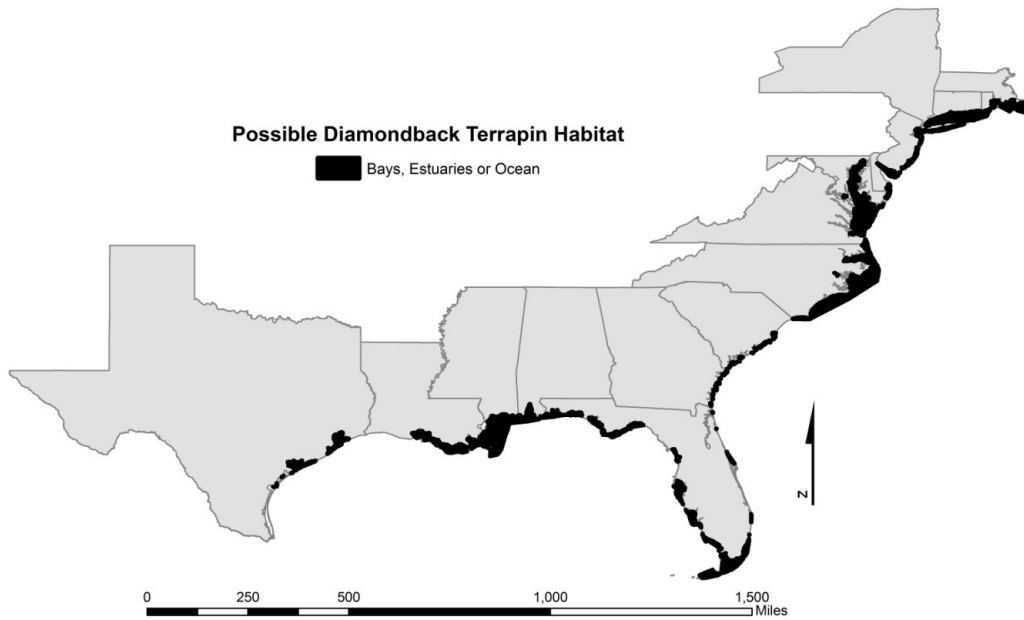 Possible Diamondback Terrapin Habitat
Bays, Estuaries or Ocean
N
0 250 500 1,000 1,500
Miles